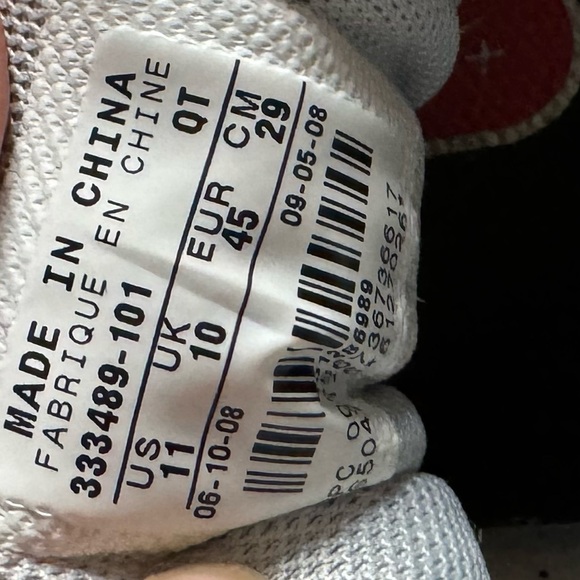 MADE IN CHINA
FABRIQUE EN CHINE
333489-101 QT
US UK EUR CM
11 10 45 29
06-10-08 09-05-08